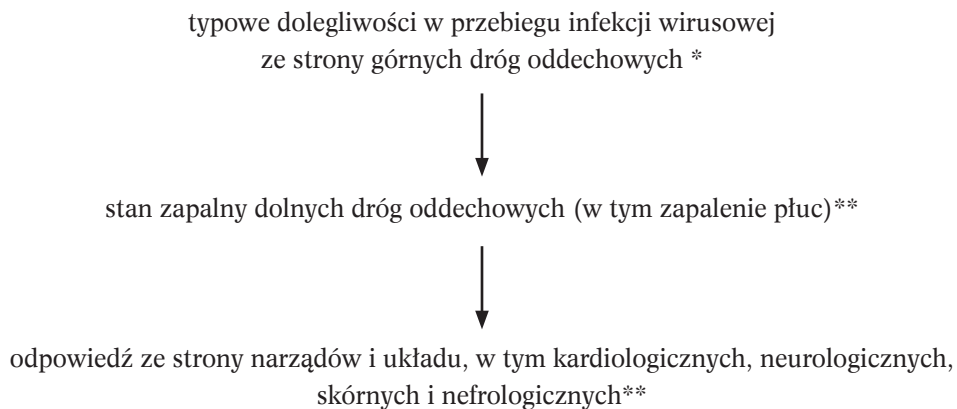 typowe dolegliwości w przebiegu infekcji wirusowej
ze strony górnych dróg oddechowych *
stan zapalny dolnych dróg oddechowych (w tym zapalenie płuc)**
odpowiedź ze strony narządów i układu, w tym kardiologicznych, neurologicznych,
skórnych i nefrologicznych**